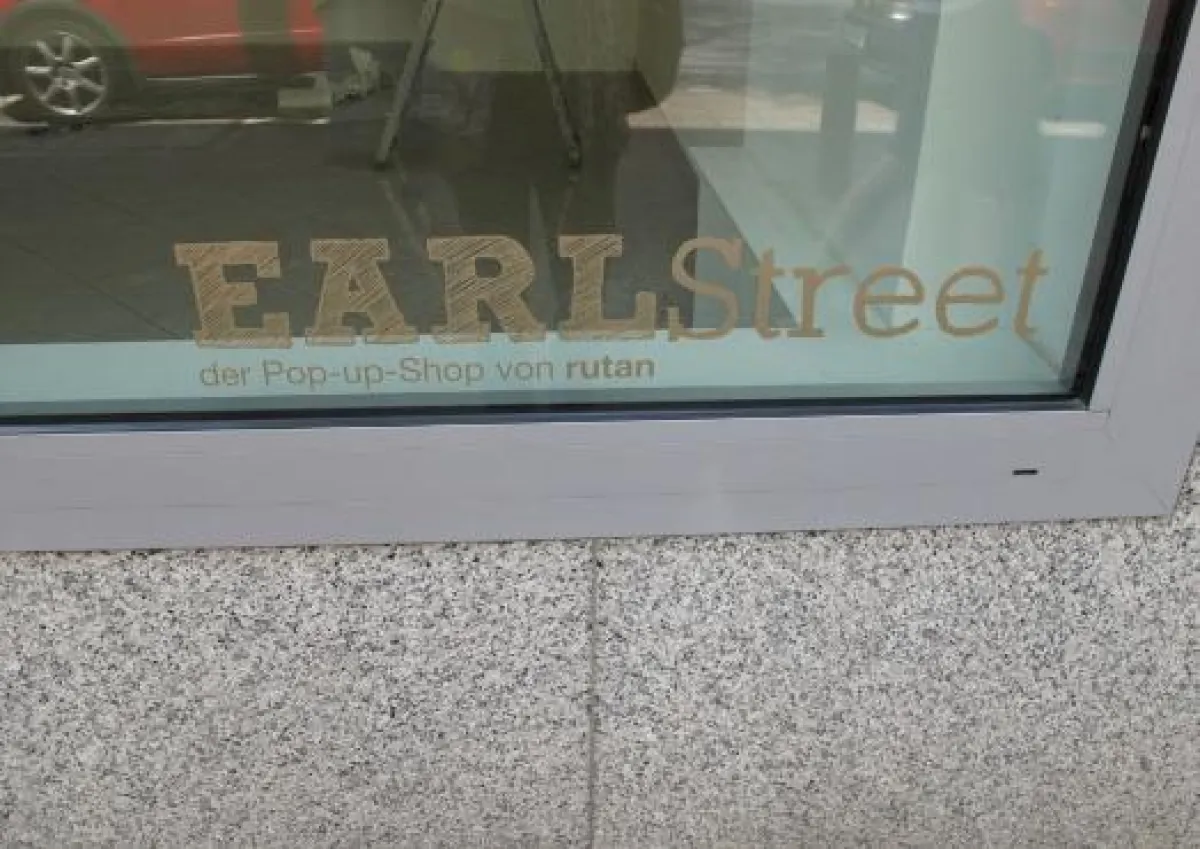 EARLStreet
der Pop-up-Shop von rutan